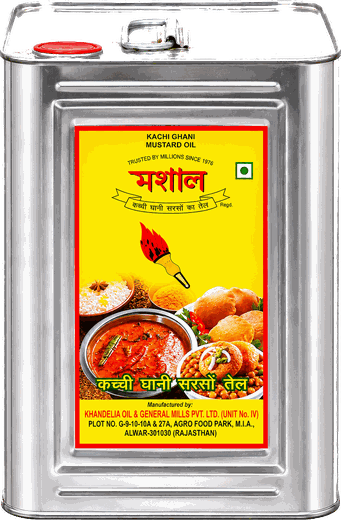 KACHI GHANI
MUSTARD OIL
TRUSTED BY MILLIONS SINCE 1976
मशाल
कच्ची घानी सरसों का तेल
Regd.
कच्ची घानी सरसों तेल
Manufactured by:
KHANDELIA OIL & GENERAL MILLS PVT. LTD. (UNIT No. IV)
PLOT NO. G-9-10-10A & 27A, AGRO FOOD PARK, M.I.A.,
ALWAR-301030 (RAJASTHAN)